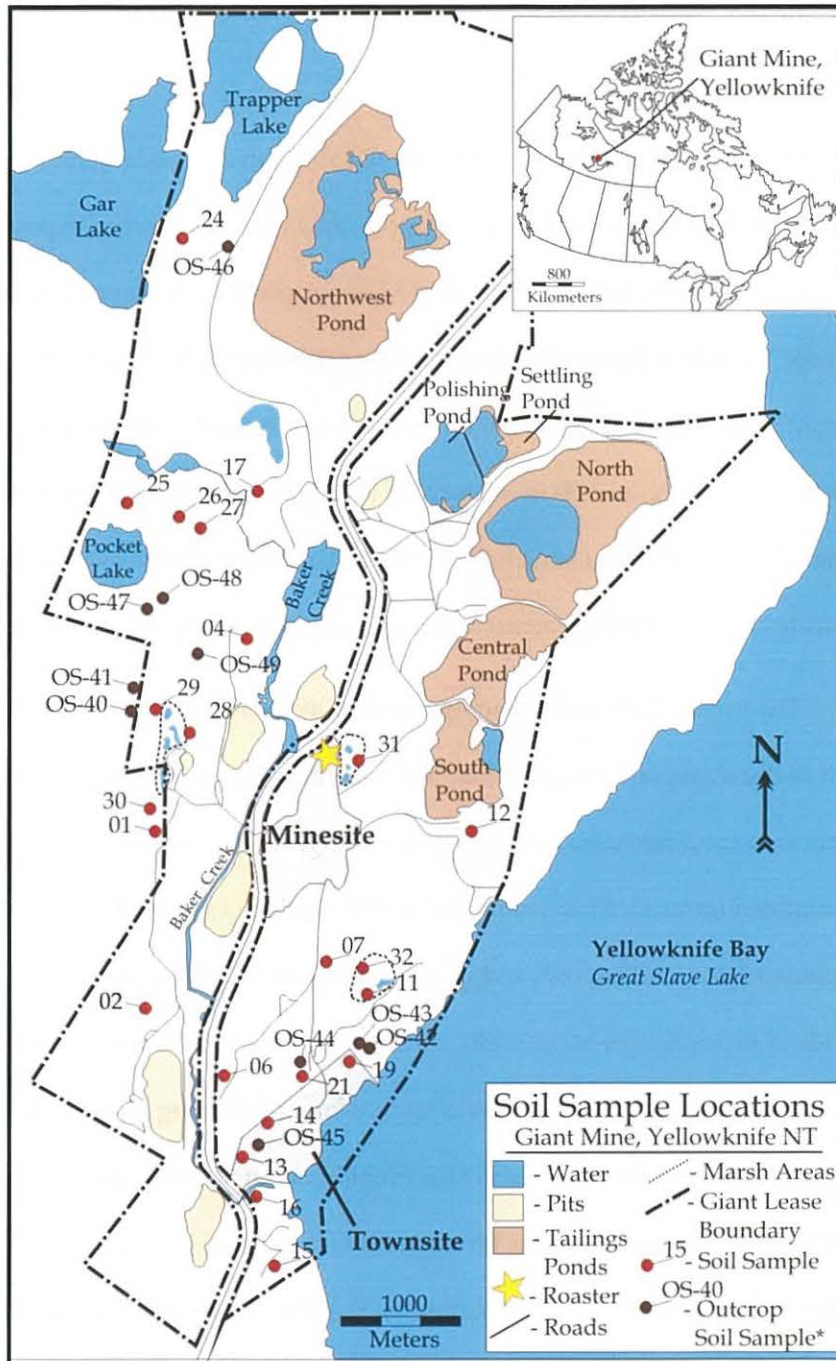 Giant Mine,
Yellowknife
800
Kilometers
Trapper
Lake
Gar
Lake
24
OS-46
Northwest
Pond
Polishing
Pond
Settling
Pond
North
Pond
17
25
26
27
Pocket
Lake
OS-48
OS-47
Baker
Creek
04
OS-49
Central
Pond
OS-41
OS-40
29
28
31
South
Pond
12
N
30
01
Minesite
Baker Creek
Yellowknife Bay
Great Slave Lake
07
32
11
02
OS-43
OS-44
OS-42
06
21
19
14
OS-45
13
16
Townsite
15
1000
Meters
Soil Sample Locations
Giant Mine, Yellowknife NT
- Water
- Pits
- Tailings
Ponds
- Roaster
- Roads
- Marsh Areas
- Giant Lease
Boundary
15
- Soil Sample
OS-40
- Outcrop
Soil Sample*